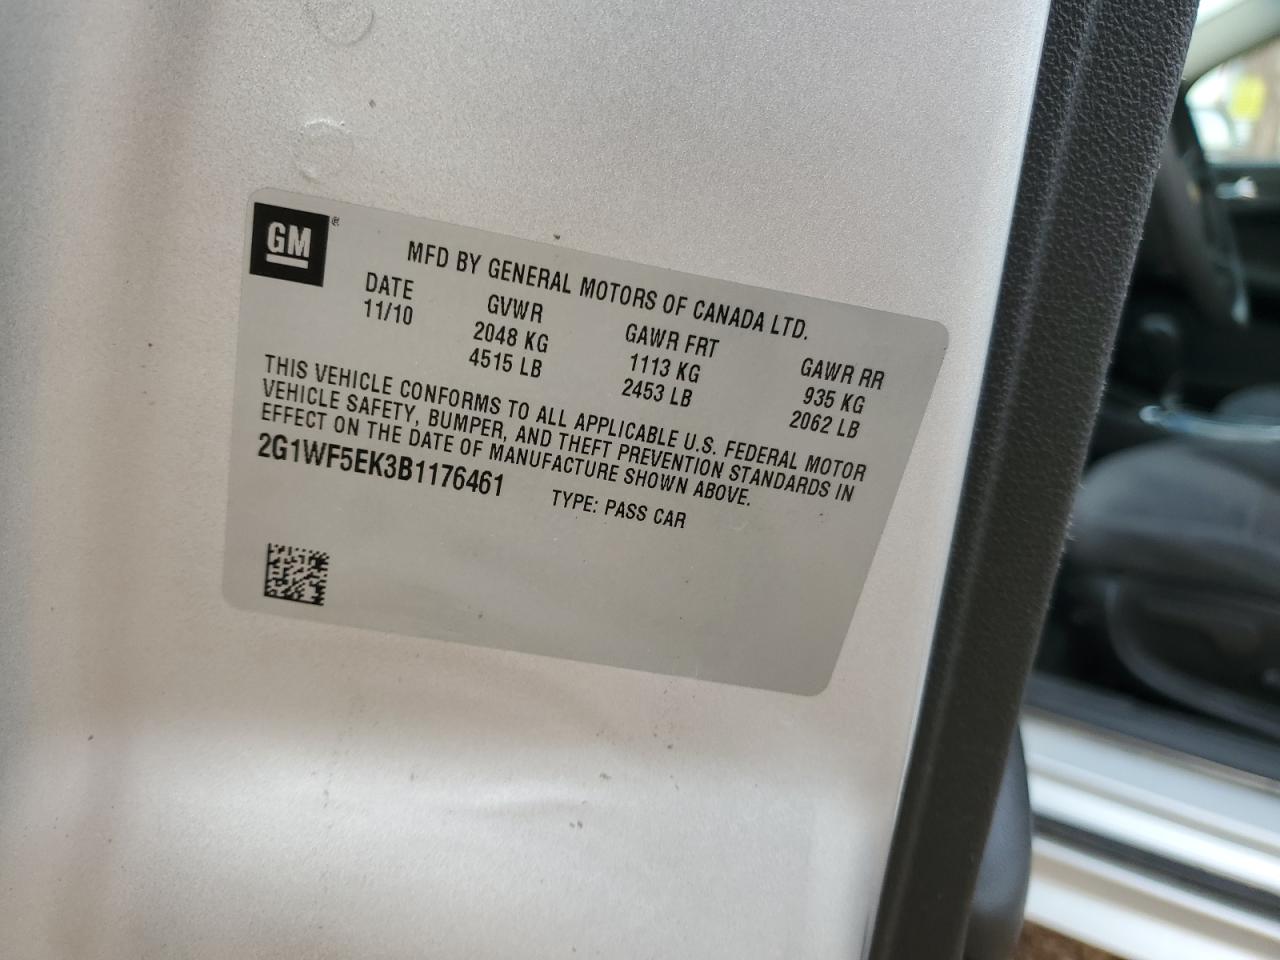 GM ®
MFD BY GENERAL MOTORS OF CANADA LTD.
DATE GVWR GAWR FRT GAWR RR
11/10 2048 KG 1113 KG 935 KG
4515 LB 2453 LB 2062 LB
THIS VEHICLE CONFORMS TO ALL APPLICABLE U.S. FEDERAL MOTOR
VEHICLE SAFETY, BUMPER, AND THEFT PREVENTION STANDARDS IN
EFFECT ON THE DATE OF MANUFACTURE SHOWN ABOVE.
2G1WF5EK3B1176461 TYPE: PASS CAR